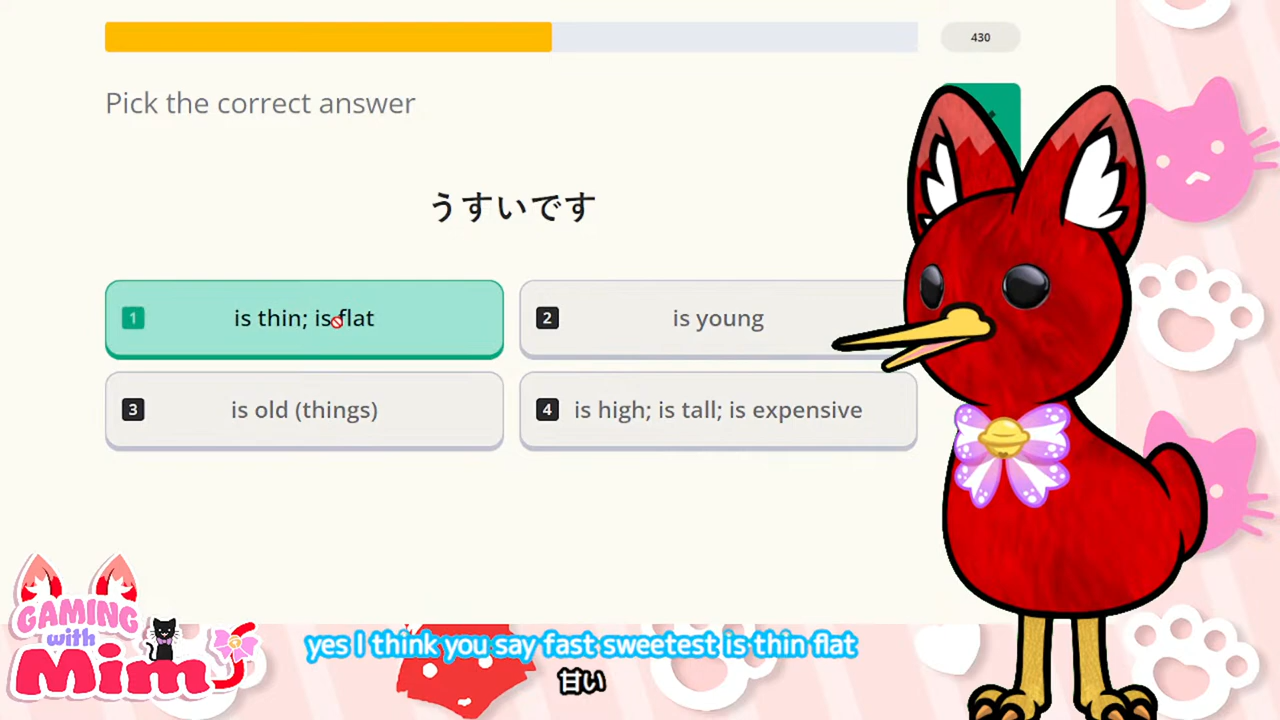 430
Pick the correct answer
うすいです
1 is thin; is flat
2 is young
3 is old (things)
4 is high; is tall; is expensive
GAMING
with
Mim
yes I think you say fast sweetest is thin flat
甘い